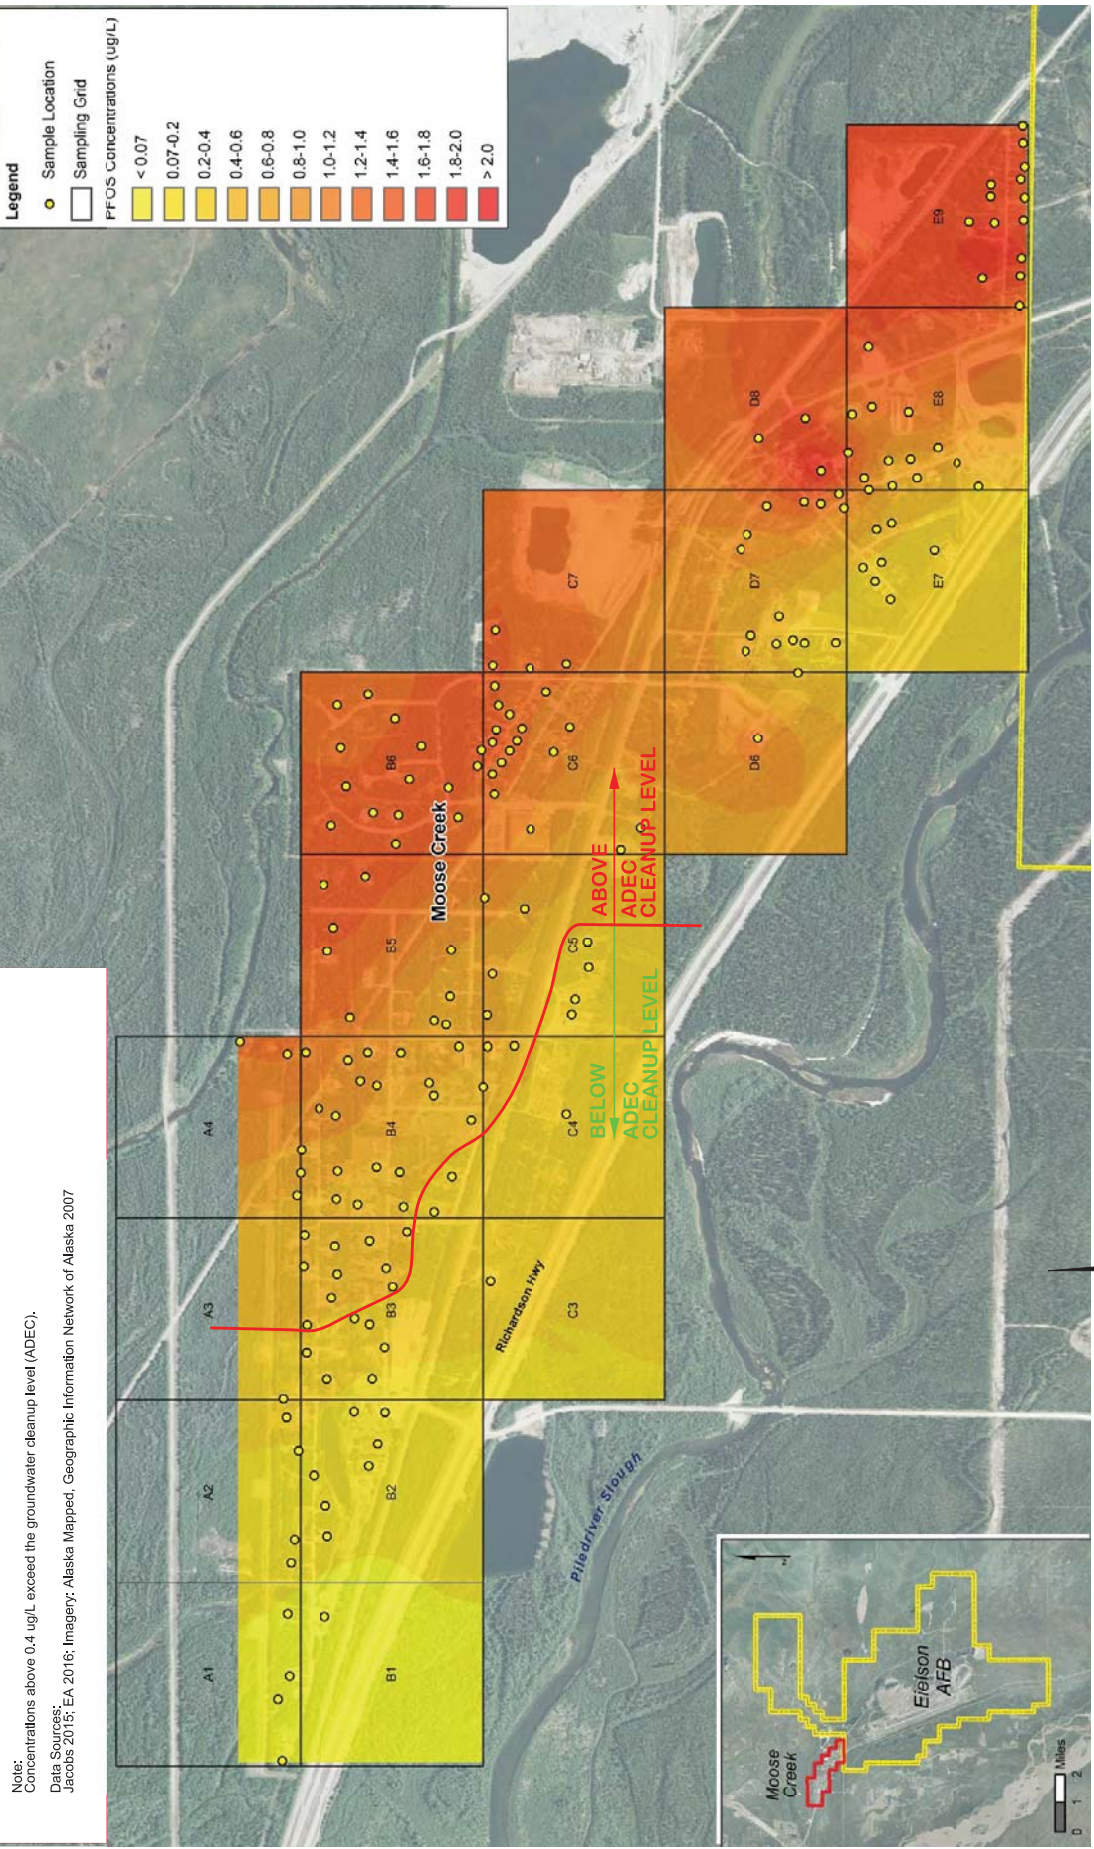 Note:
Concentrations above 0.4 ug/L exceed the groundwater cleanup level (ADEC).
Data Sources:
Jacobs 2015; EA 2016; Imagery: Alaska Mapped, Geographic Information Network of Alaska 2007
Legend
Sample Location
Sampling Grid
PFOS Concentrations (ug/L)
< 0.07
0.07-0.2
0.2-0.4
0.4-0.6
0.6-0.8
0.8-1.0
1.0-1.2
1.2-1.4
1.4-1.6
1.6-1.8
1.8-2.0
> 2.0
A1
A2
A3
A4
B1
B2
B3
B4
B5
B6
Moose Creek
C3
C4
C5
C6
C7
D6
D7
D8
E7
E8
E9
BELOW
ADEC
CLEANUP LEVEL
ABOVE
ADEC
CLEANUP LEVEL
Richardson Hwy
Piledriver Slough
Moose
Creek
Eielson
AFB
0 1 2
Miles